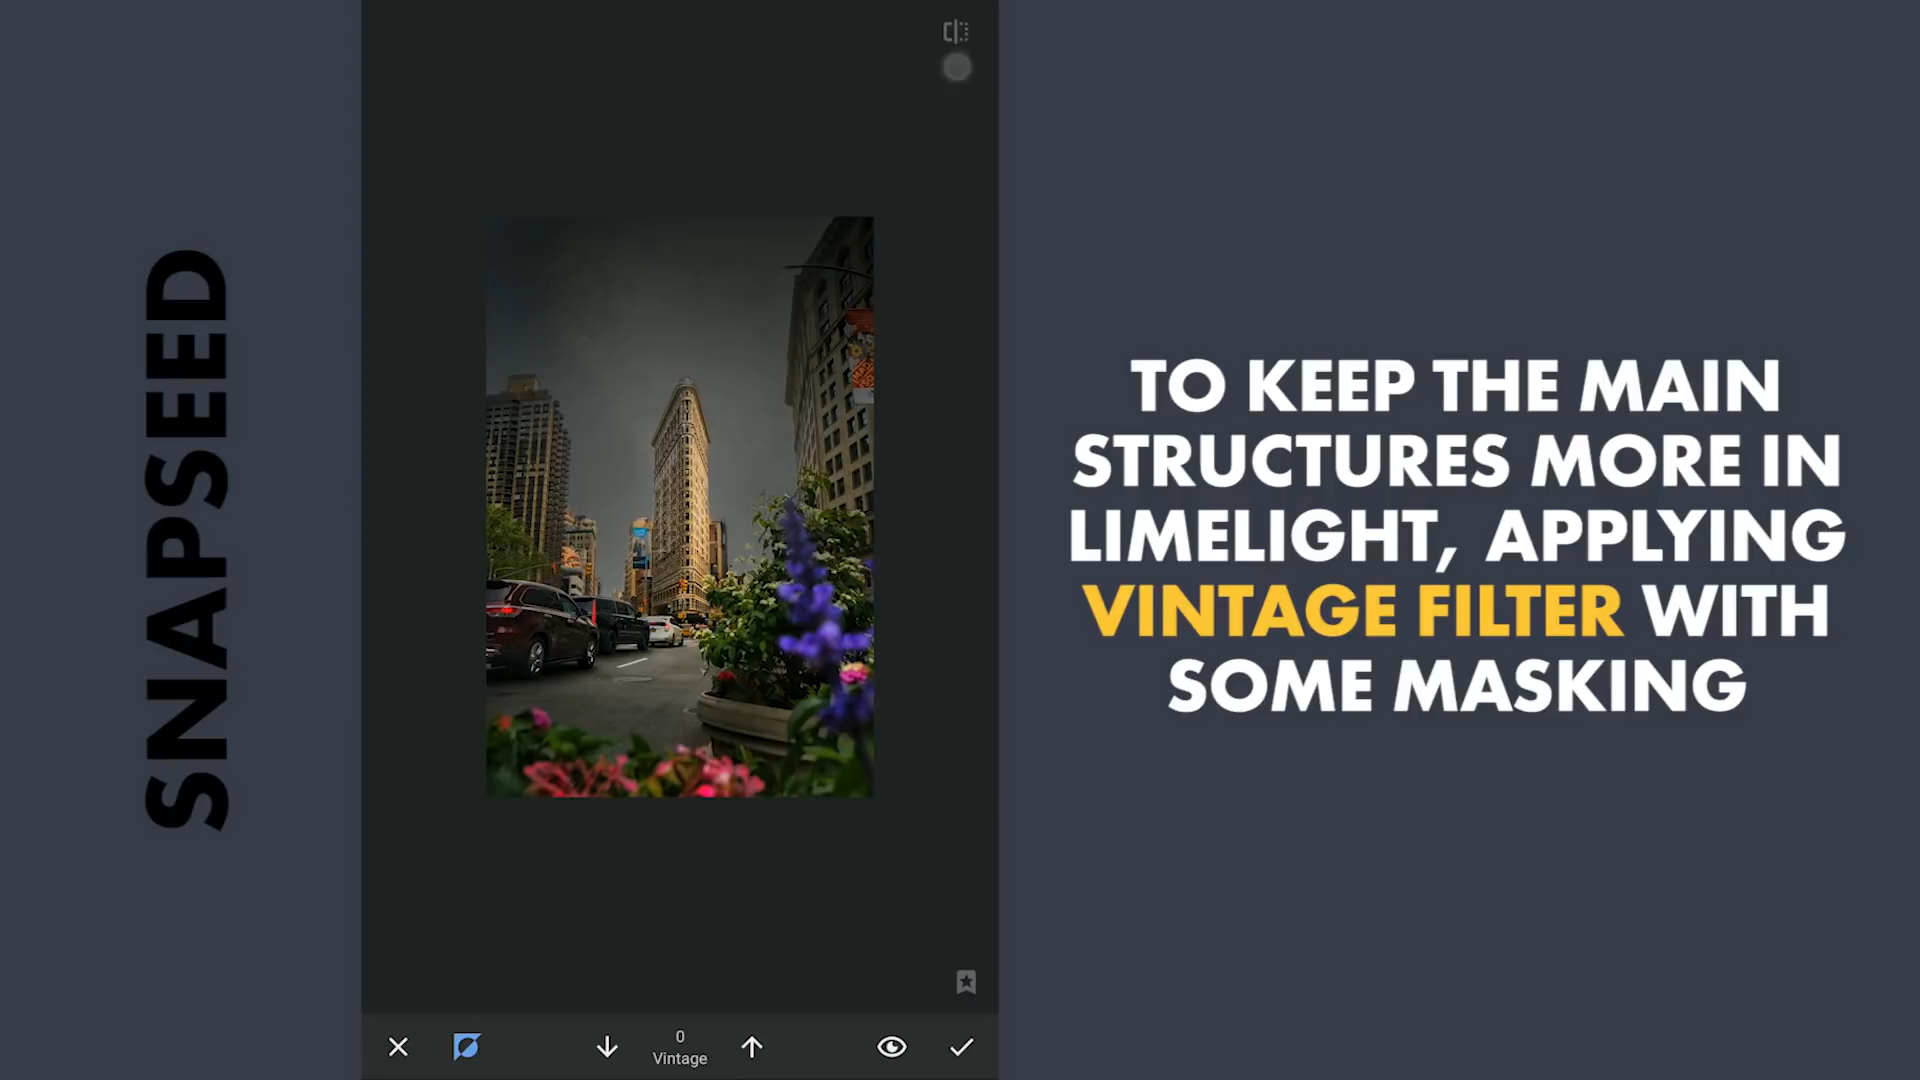 SNAPSEED
0
Vintage
TO KEEP THE MAIN
STRUCTURES MORE IN
LIMELIGHT, APPLYING
VINTAGE FILTER WITH
SOME MASKING